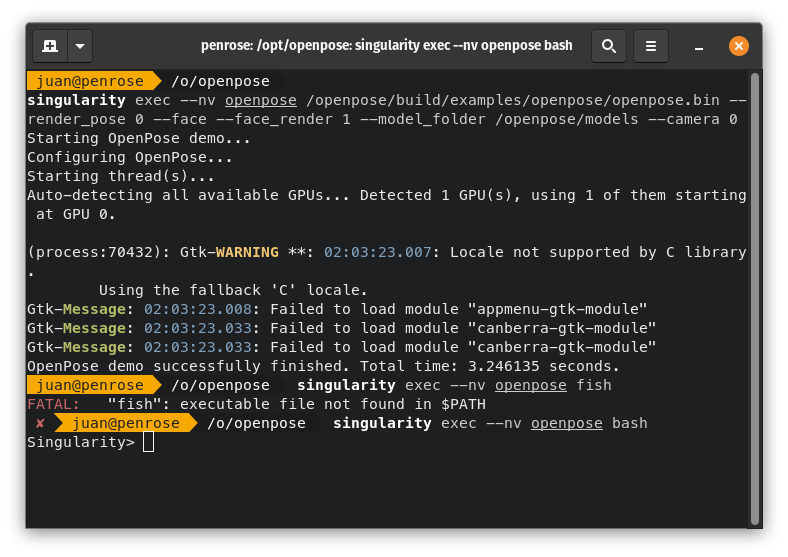 penrose: /opt/openpose: singularity exec --nv openpose bash
juan@penrose /o/openpose
singularity exec --nv openpose /openpose/build/examples/openpose/openpose.bin --
render_pose 0 --face --face_render 1 --model_folder /openpose/models --camera 0
Starting OpenPose demo...
Configuring OpenPose...
Starting thread(s)...
Auto-detecting all available GPUs... Detected 1 GPU(s), using 1 of them starting
 at GPU 0.
(process:70432): Gtk-WARNING **: 02:03:23.007: Locale not supported by C library
.
        Using the fallback 'C' locale.
Gtk-Message: 02:03:23.008: Failed to load module "appmenu-gtk-module"
Gtk-Message: 02:03:23.033: Failed to load module "canberra-gtk-module"
Gtk-Message: 02:03:23.033: Failed to load module "canberra-gtk-module"
OpenPose demo successfully finished. Total time: 3.246135 seconds.
juan@penrose /o/openpose singularity exec --nv openpose fish
FATAL:   "fish": executable file not found in $PATH
✘ juan@penrose /o/openpose singularity exec --nv openpose bash
Singularity>